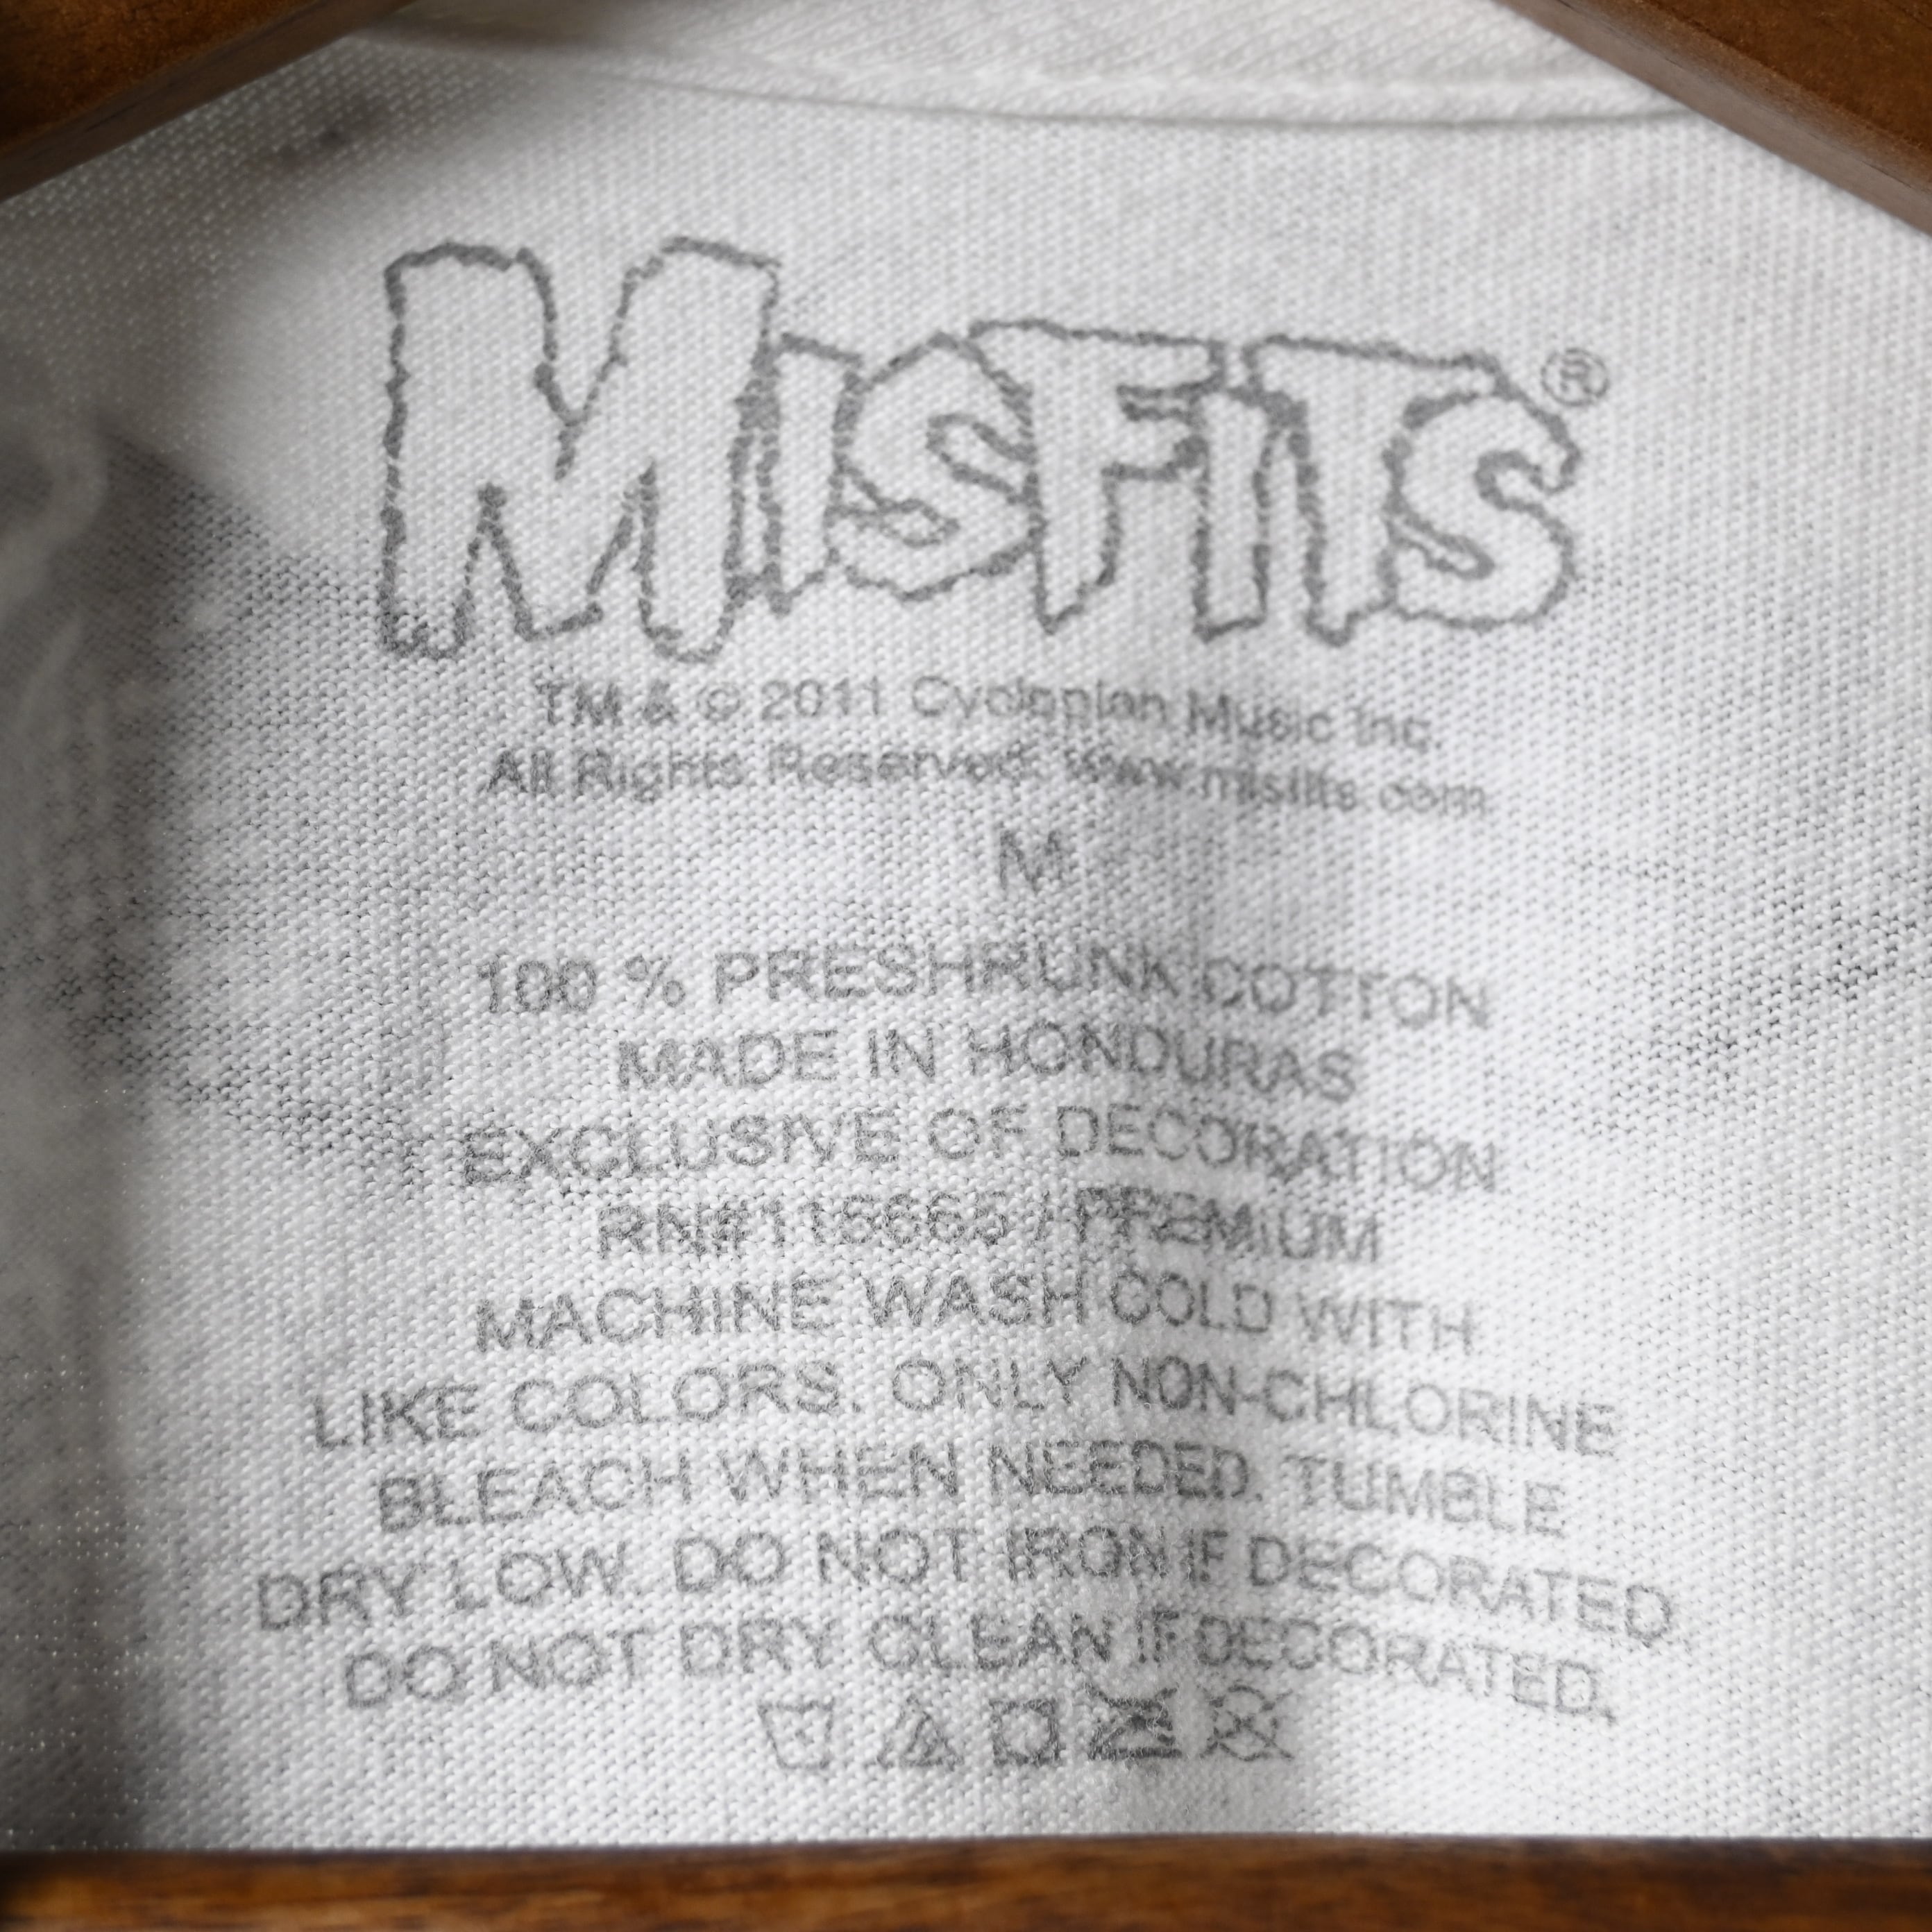 MISFITS ®
TM & © 2011 Cyclopian Music Inc.
All Rights Reserved. www.misfits.com
M
100 % PRESHRUNK COTTON
MADE IN HONDURAS
EXCLUSIVE OF DECORATION
RN#115665 / PREMIUM
MACHINE WASH COLD WITH
LIKE COLORS. ONLY NON-CHLORINE
BLEACH WHEN NEEDED. TUMBLE
DRY LOW. DO NOT IRON IF DECORATED.
DO NOT DRY CLEAN IF DECORATED.